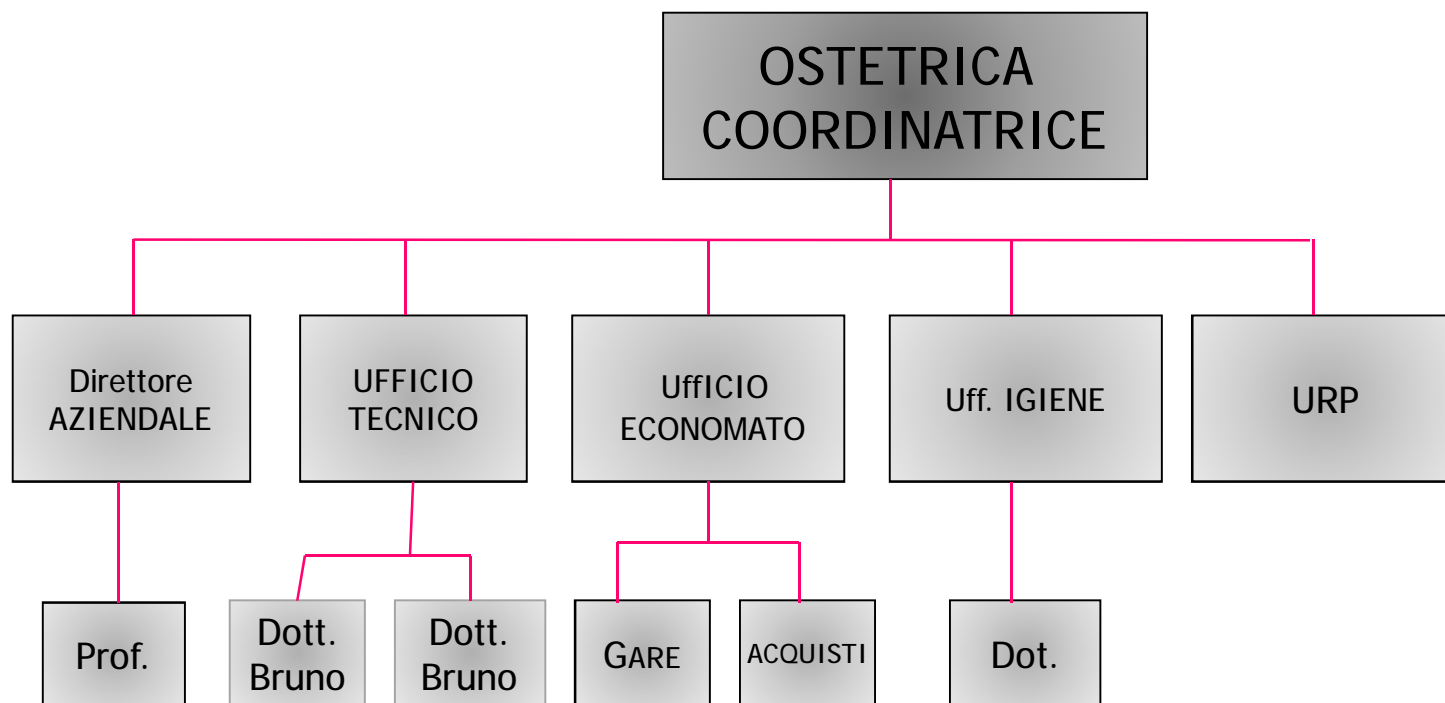 OSTETRICA
COORDINATRICE
Direttore
AZIENDALE
UFFICIO
TECNICO
UffICIO
ECONOMATO
Uff. IGIENE
URP
Prof.
Dott.
Bruno
Dott.
Bruno
GARE
ACQUISTI
Dot.